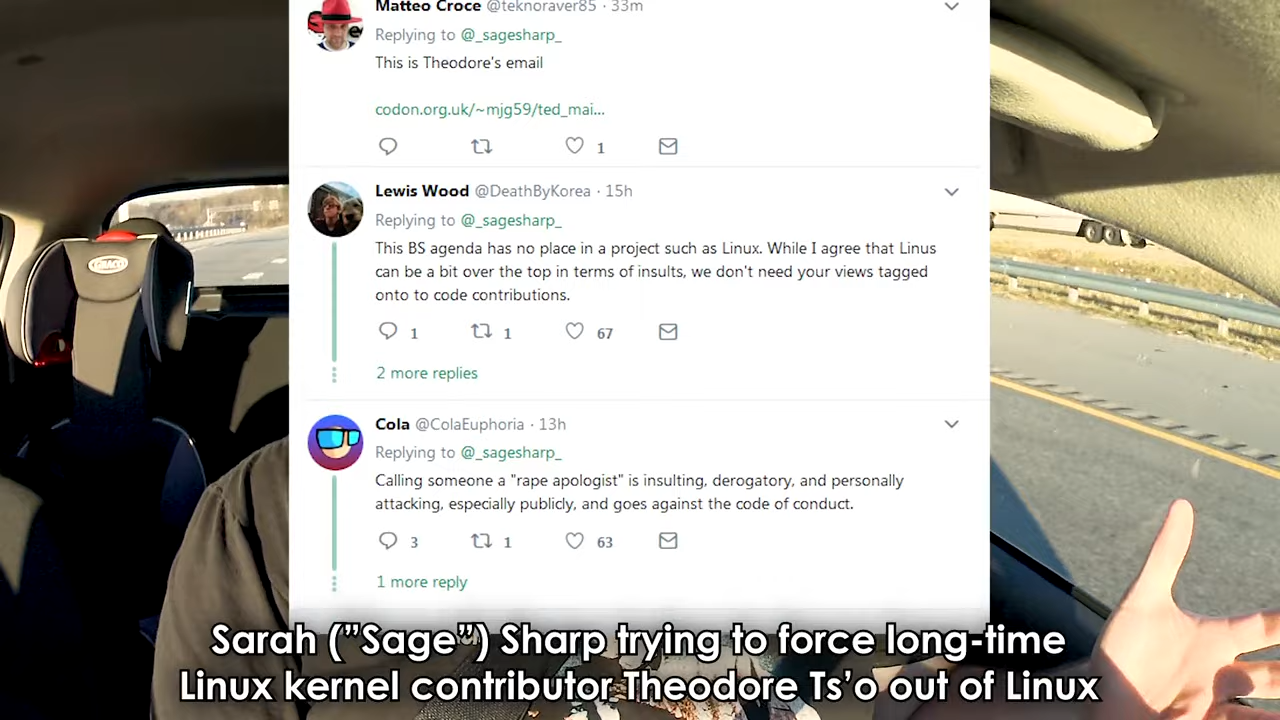 Matteo Croce @teknoraver85 · 33m
Replying to @_sagesharp_
This is Theodore's email
codon.org.uk/~mjg59/ted_mai...
1
Lewis Wood @DeathByKorea · 15h
Replying to @_sagesharp_
This BS agenda has no place in a project such as Linux. While I agree that Linus
can be a bit over the top in terms of insults, we don't need your views tagged
onto to code contributions.
1 1 67
2 more replies
Cola @ColaEuphoria · 13h
Replying to @_sagesharp_
Calling someone a "rape apologist" is insulting, derogatory, and personally
attacking, especially publicly, and goes against the code of conduct.
3 1 63
1 more reply
GRACO
Sarah ("Sage") Sharp trying to force long-time
Linux kernel contributor Theodore Ts'o out of Linux